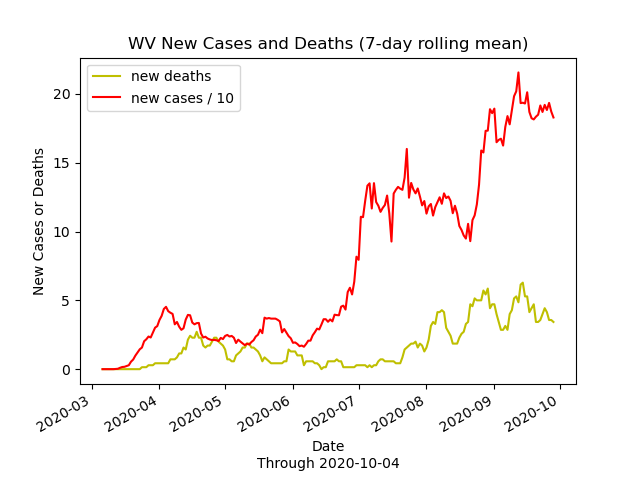 WV New Cases and Deaths (7-day rolling mean)
new deaths
new cases / 10
New Cases or Deaths
20
15
10
5
0
2020-03
2020-04
2020-05
2020-06
2020-07
2020-08
2020-09
2020-10
Date
Through 2020-10-04